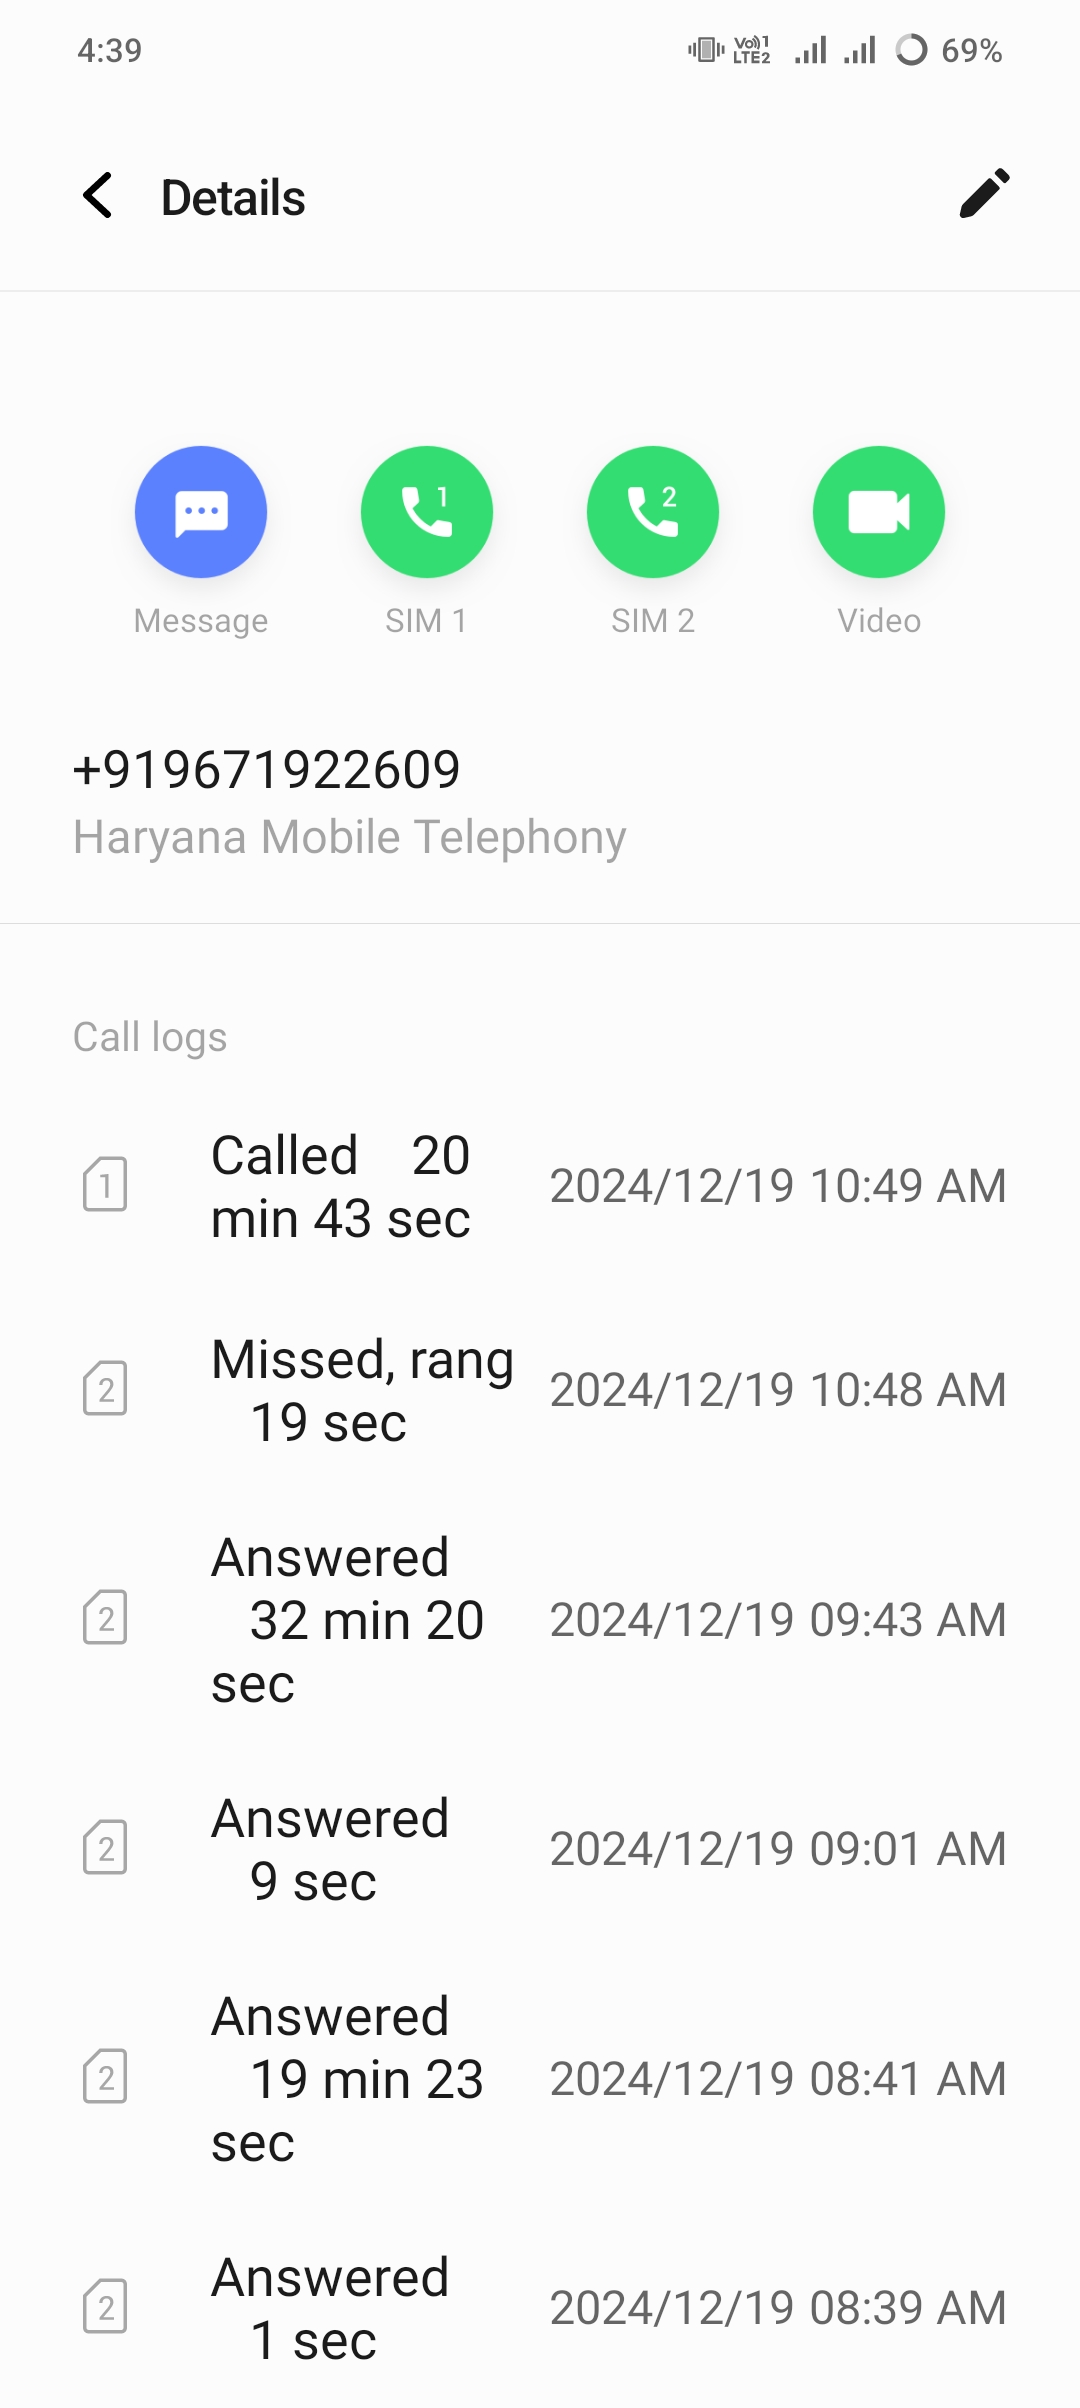 4:39
Vo) 1
LTE2
69%
Details
1
2
Message
SIM 1
SIM 2
Video
+919671922609
Haryana Mobile Telephony
Call logs
1
Called 20
min 43 sec
2024/12/19 10:49 AM
2
Missed, rang
19 sec
2024/12/19 10:48 AM
2
Answered
32 min 20
sec
2024/12/19 09:43 AM
2
Answered
9 sec
2024/12/19 09:01 AM
2
Answered
19 min 23
sec
2024/12/19 08:41 AM
2
Answered
1 sec
2024/12/19 08:39 AM